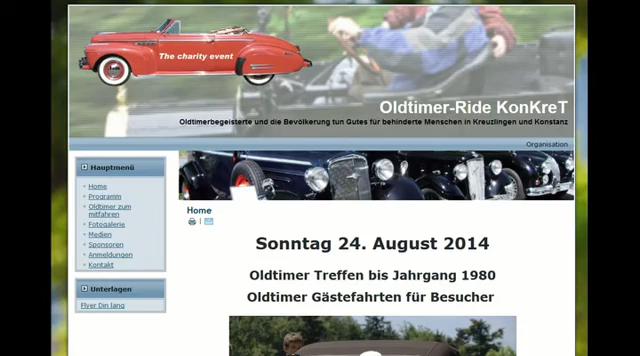 The charity event
Oldtimer-Ride KonKreT
Oldtimerbegeisterte und die Bevölkerung tun Gutes für behinderte Menschen in Kreuzlingen und Konstanz
Organisation
Hauptmenü
Home
Programm
Oldtimer zum
mitfahren
Fotogalerie
Medien
Sponsoren
Anmeldungen
Kontakt
Unterlagen
Flyer Din lang
Home
|
Sonntag 24. August 2014
Oldtimer Treffen bis Jahrgang 1980
Oldtimer Gästefahrten für Besucher